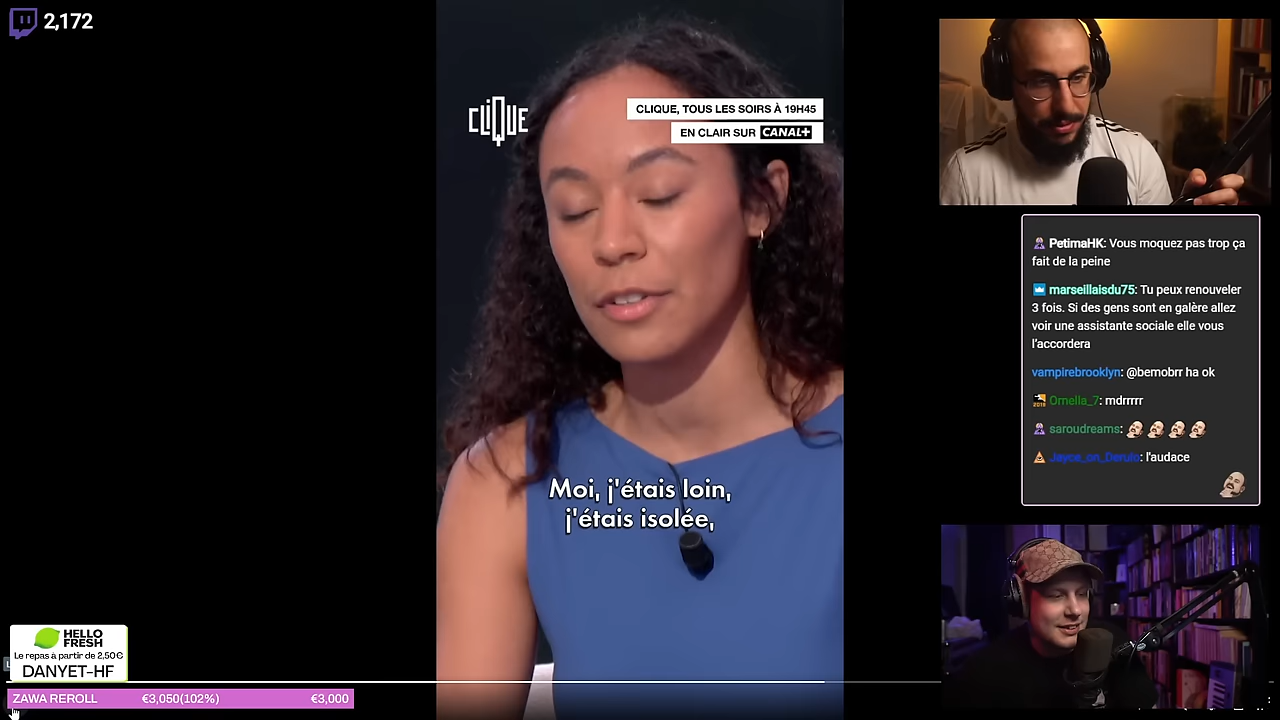 2,172
CLIQUE
CLIQUE, TOUS LES SOIRS À 19H45
EN CLAIR SUR CANAL+
PetimaHK: Vous moquez pas trop ça
fait de la peine
marseillaisdu75: Tu peux renouveler
3 fois. Si des gens sont en galère allez
voir une assistante sociale elle vous
l'accordera
vampirebrooklyn: @bemobrr ha ok
Ornella_7: mdrrrrr
saroudreams:
Jayce_on_Derulo: l'audace
Moi, j'étais loin,
j'étais isolée,
HELLO
FRESH
Le repas à partir de 2,50€
DANYET-HF
ZAWA REROLL €3,050(102%) €3,000